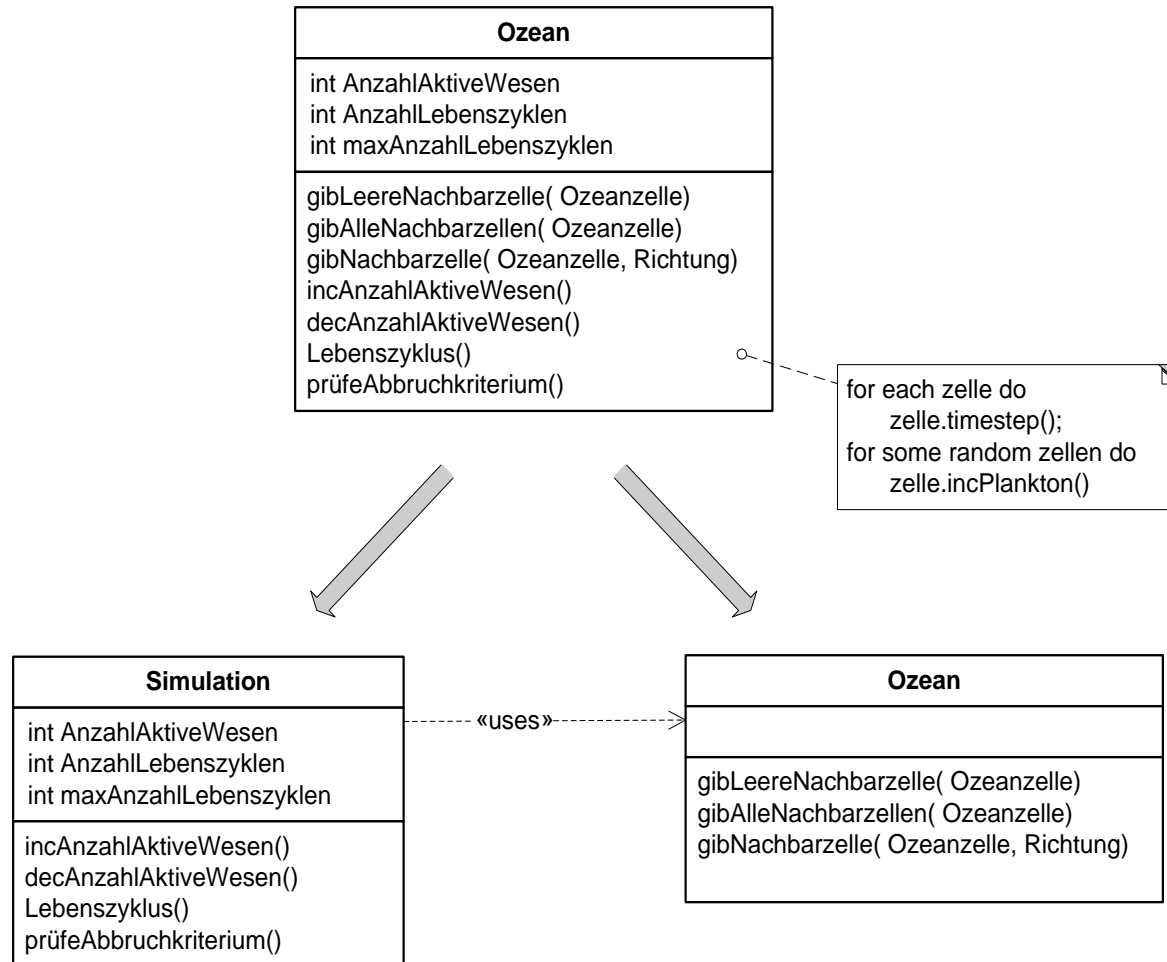 Ozean
int AnzahlAktiveWesen
int AnzahlLebenszyklen
int maxAnzahlLebenszyklen
gibLeereNachbarzelle( Ozeanzelle)
gibAlleNachbarzellen( Ozeanzelle)
gibNachbarzelle( Ozeanzelle, Richtung)
incAnzahlAktiveWesen()
decAnzahlAktiveWesen()
Lebenszyklus()
prüfeAbbruchkriterium()
for each zelle do
zelle.timestep();
for some random zellen do
zelle.incPlankton()
Simulation
int AnzahlAktiveWesen
int AnzahlLebenszyklen
int maxAnzahlLebenszyklen
incAnzahlAktiveWesen()
decAnzahlAktiveWesen()
Lebenszyklus()
prüfeAbbruchkriterium()
«uses»
Ozean
gibLeereNachbarzelle( Ozeanzelle)
gibAlleNachbarzellen( Ozeanzelle)
gibNachbarzelle( Ozeanzelle, Richtung)